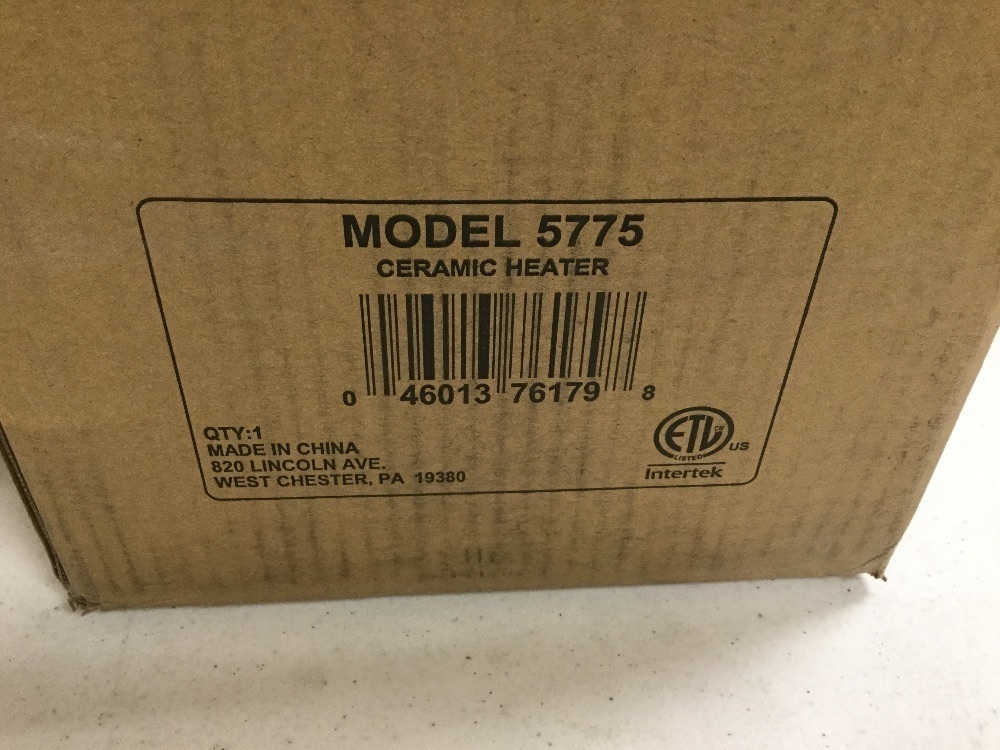 MODEL 5775
CERAMIC HEATER
0 46013 76179 8
QTY:1
MADE IN CHINA
820 LINCOLN AVE.
WEST CHESTER, PA 19380
ETL CM US
LISTED
Intertek